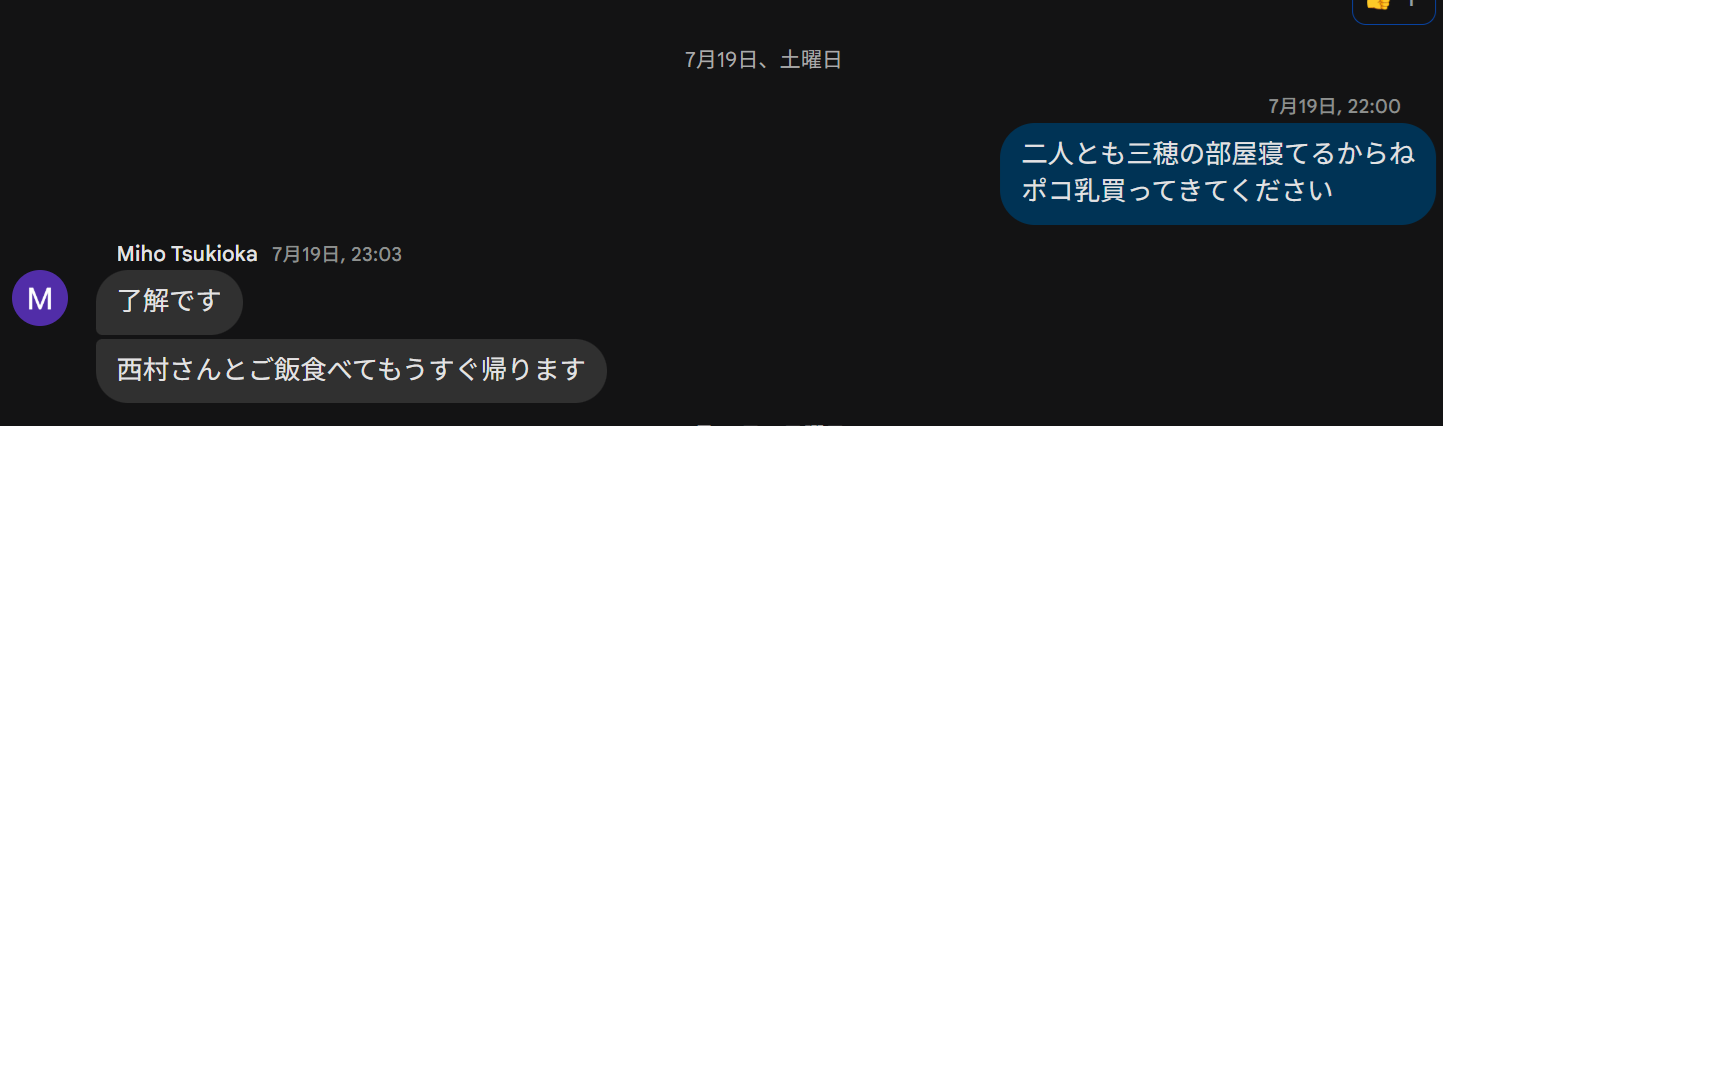 7月19日、土曜日
7月19日, 22:00
二人とも三穂の部屋寝てるからね
ポコ乳買ってきてください
Miho Tsukioka 7月19日, 23:03
M
了解です
西村さんとご飯食べてもうすぐ帰ります